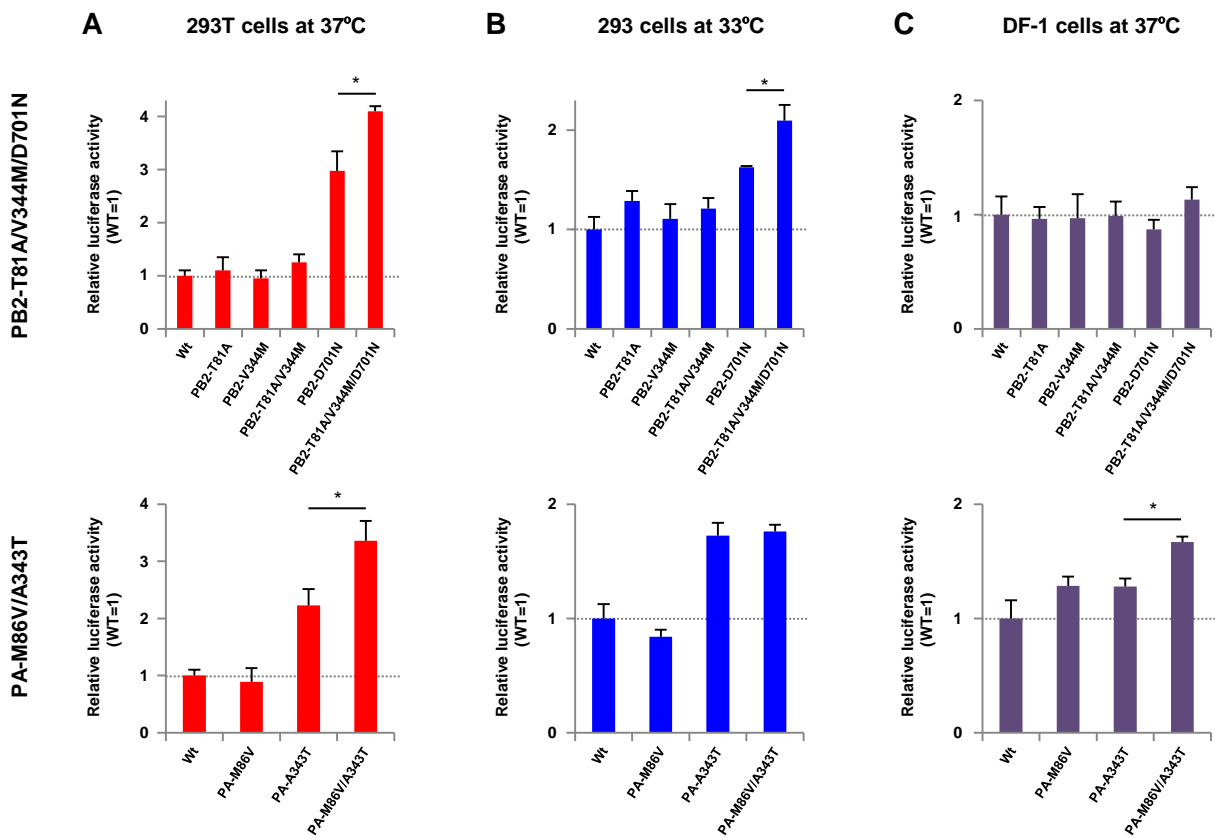 A
293T cells at 37ºC
B
293 cells at 33ºC
C
DF-1 cells at 37ºC
PB2-T81A/V344M/D701N
Relative luciferase activity
(WT=1)
4
3
2
1
0
*
Wt
PB2-T81A
PB2-V344M
PB2-T81A/V344M
PB2-D701N
PB2-T81A/V344M/D701N
Relative luciferase activity
(WT=1)
2
1
0
*
Wt
PB2-T81A
PB2-V344M
PB2-T81A/V344M
PB2-D701N
PB2-T81A/V344M/D701N
Relative luciferase activity
(WT=1)
2
1
0
Wt
PB2-T81A
PB2-V344M
PB2-T81A/V344M
PB2-D701N
PB2-T81A/V344M/D701N
PA-M86V/A343T
Relative luciferase activity
(WT=1)
4
3
2
1
0
*
Wt
PA-M86V
PA-A343T
PA-M86V/A343T
Relative luciferase activity
(WT=1)
2
1
0
Wt
PA-M86V
PA-A343T
PA-M86V/A343T
Relative luciferase activity
(WT=1)
2
1
0
*
Wt
PA-M86V
PA-A343T
PA-M86V/A343T